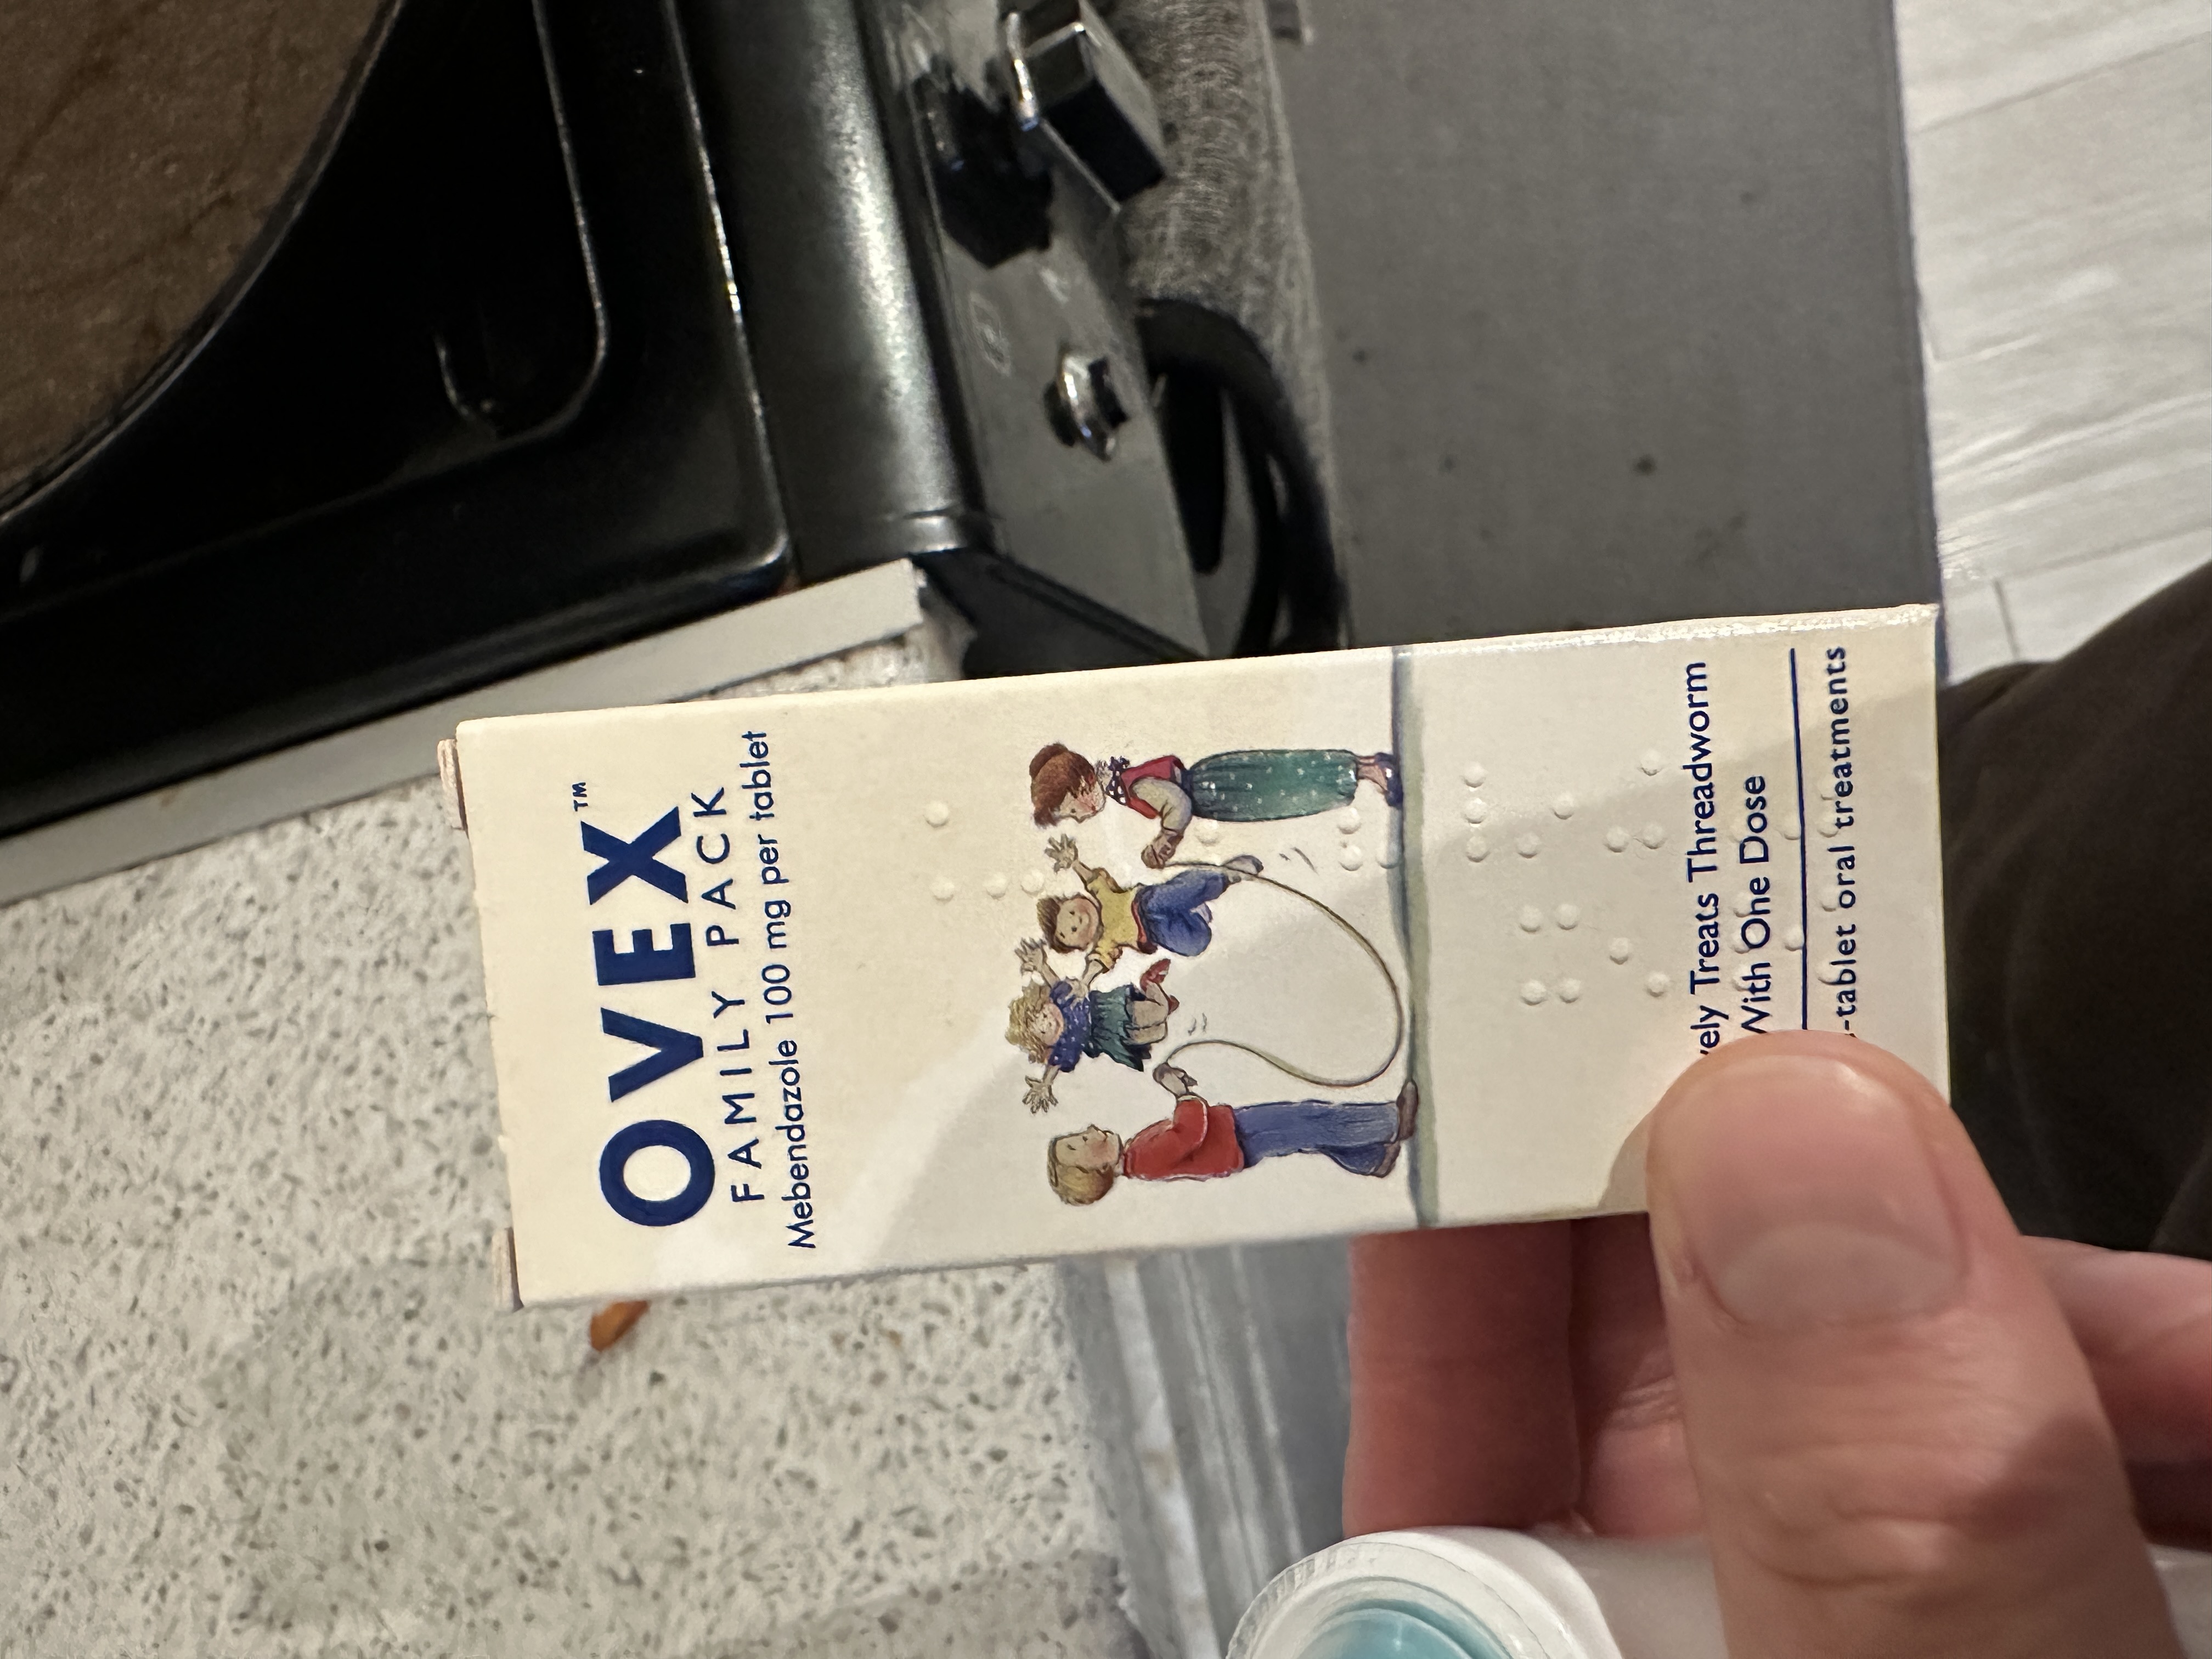 OVEX™
FAMILY PACK
Mebendazole 100 mg per tablet
Treats Threadworm
With One Dose
oral treatments